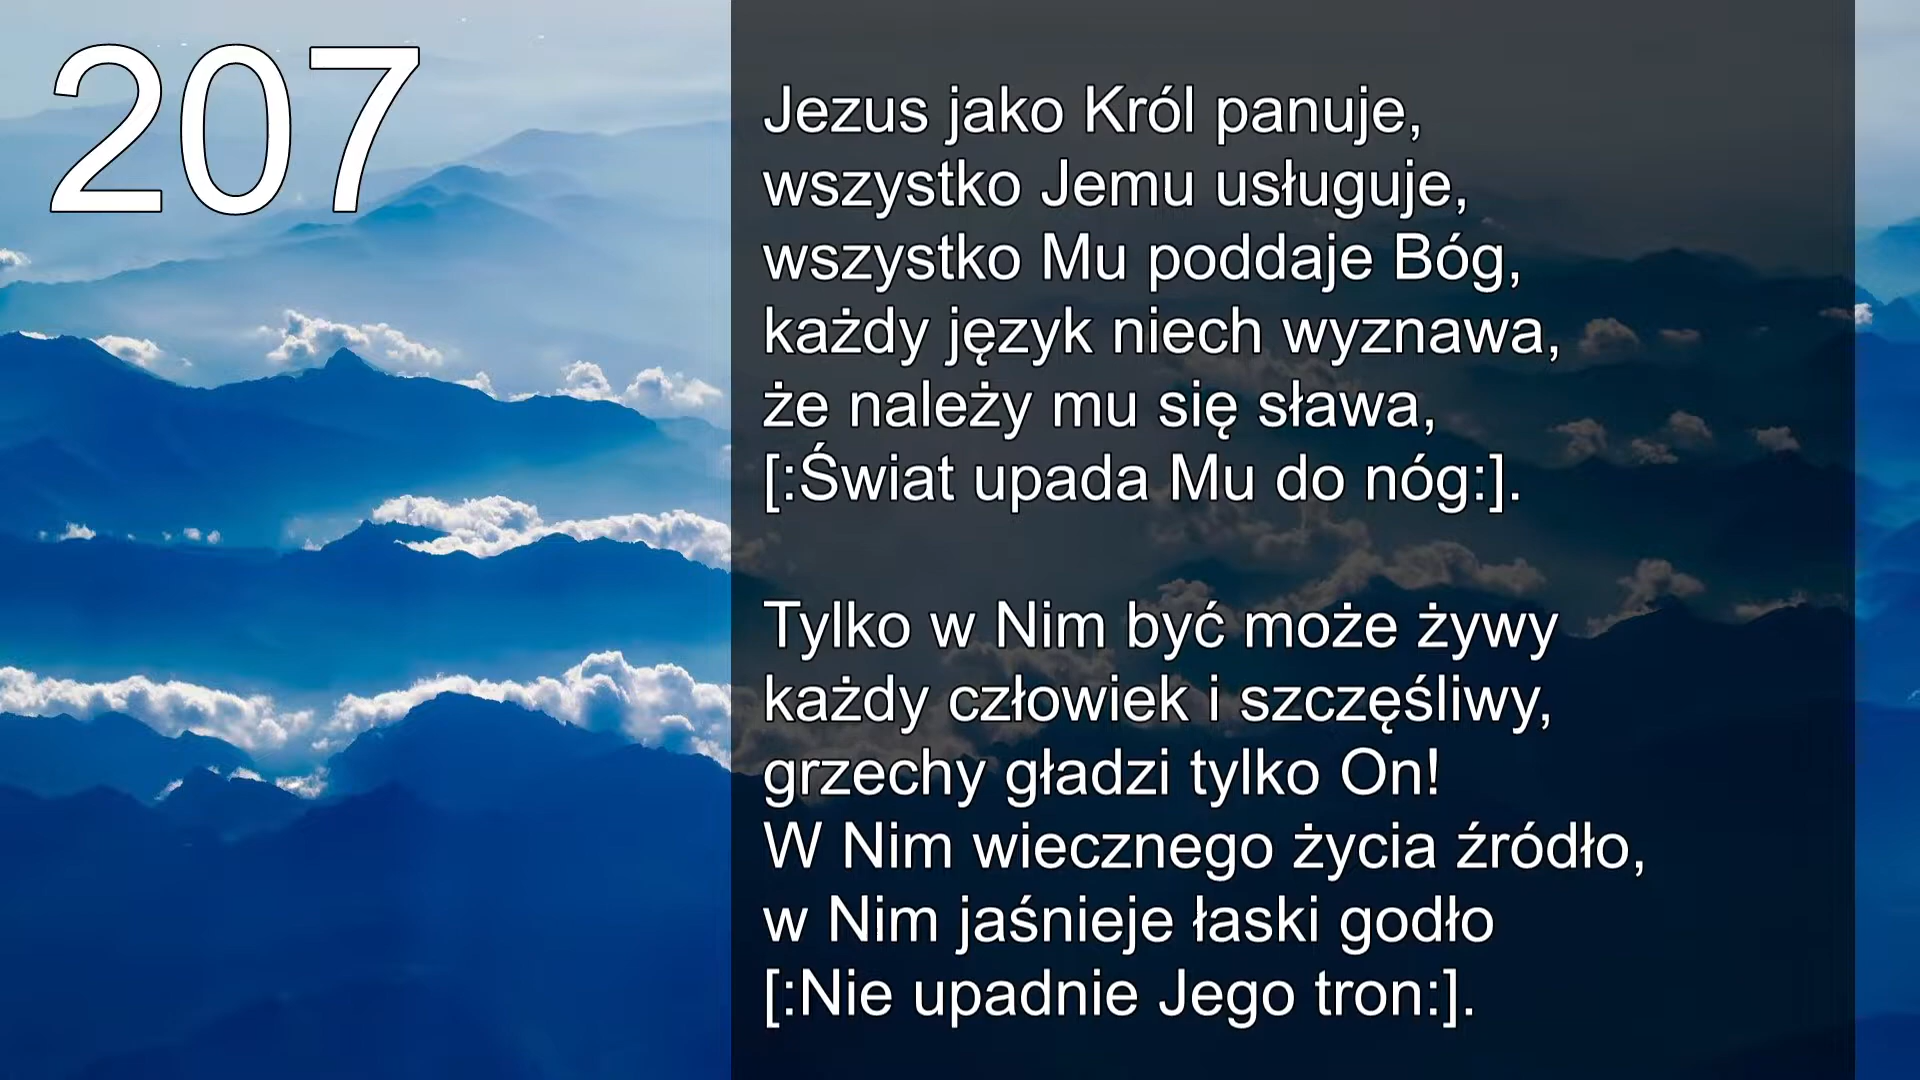 207
Jezus jako Król panuje,
wszystko Jemu usługuje,
wszystko Mu poddaje Bóg,
każdy język niech wyznawa,
że należy mu się sława,
[:Świat upada Mu do nóg:].
Tylko w Nim być może żywy
każdy człowiek i szczęśliwy,
grzechy gładzi tylko On!
W Nim wiecznego życia źródło,
w Nim jaśnieje łaski godło
[:Nie upadnie Jego tron:].